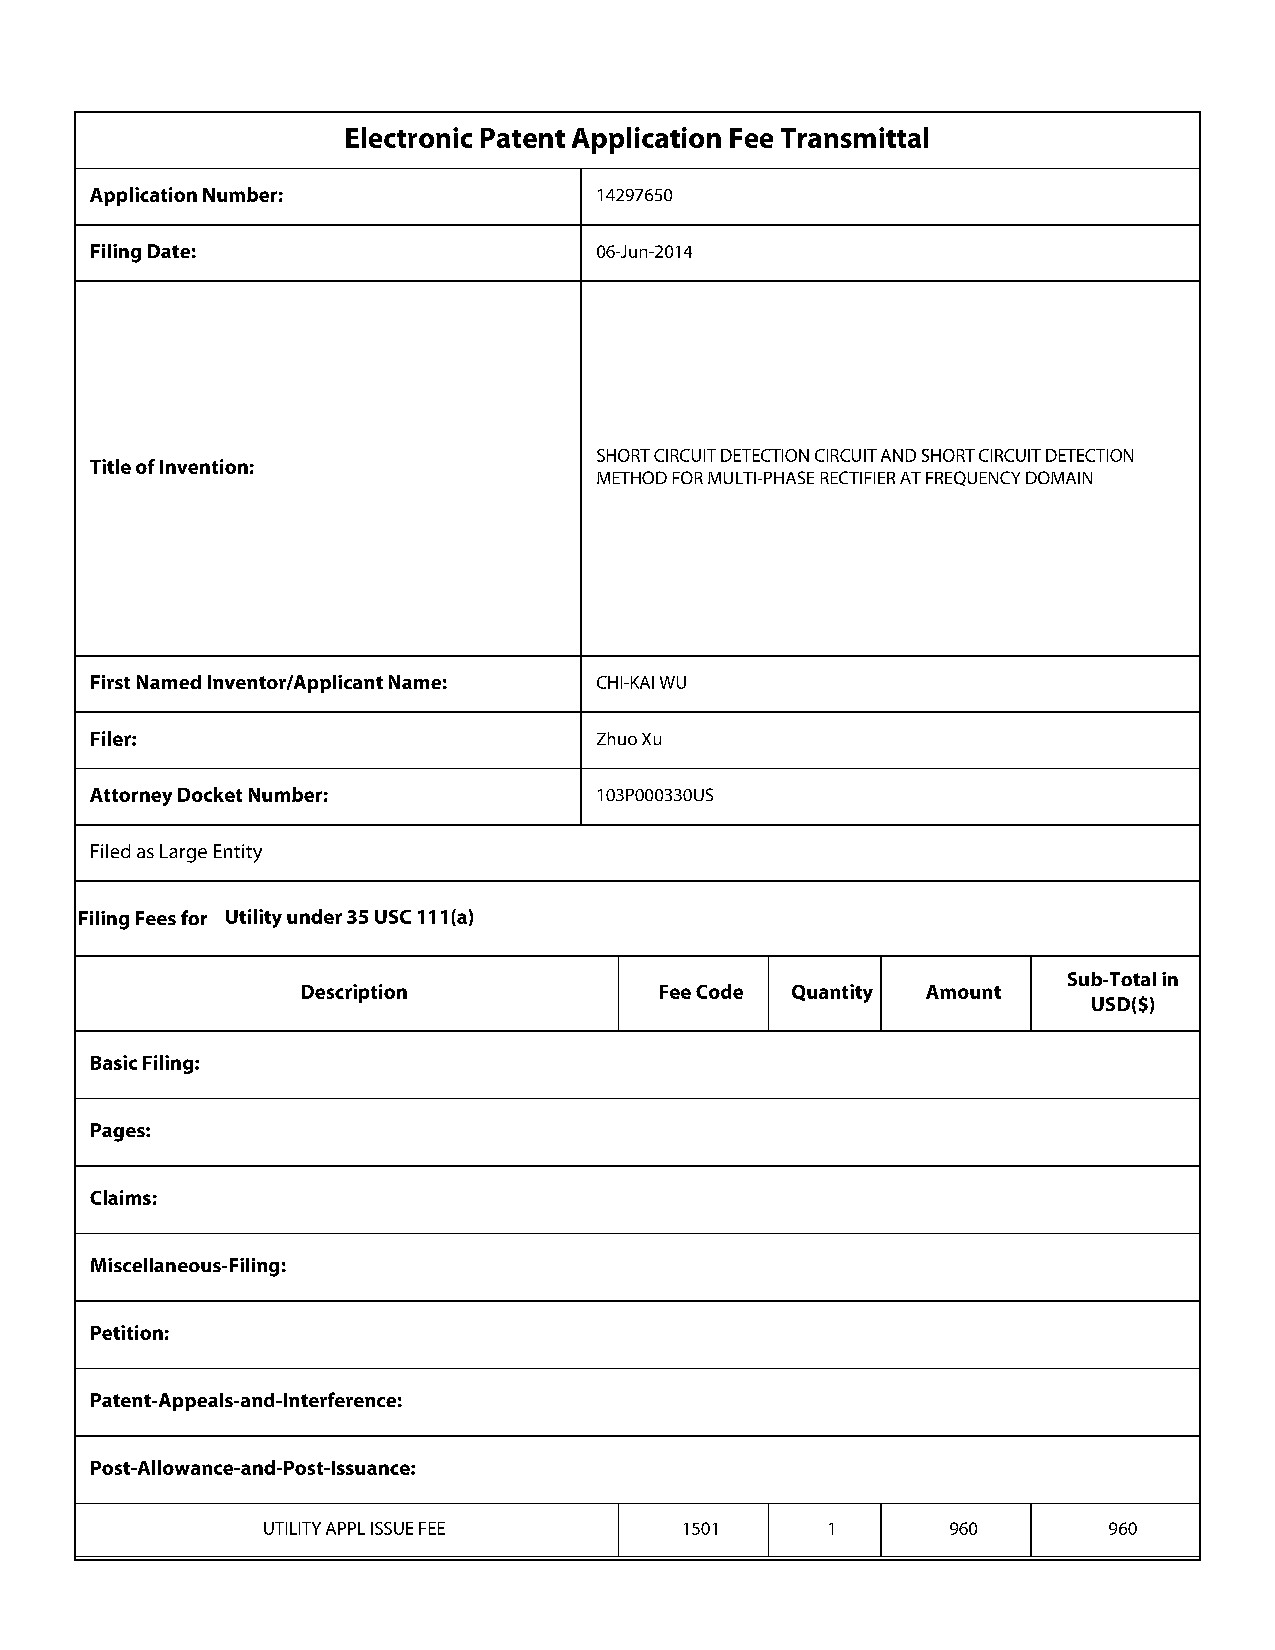 Electronic Patent Application Fee Transmittal
Application Number: 14297650
Filing Date: 06-Jun-2014
Title of Invention:
SHORT CIRCUIT DETECTION CIRCUIT AND SHORT CIRCUIT DETECTION
METHOD FOR MULTI-PHASE RECTIFIER AT FREQUENCY DOMAIN
First Named Inventor/Applicant Name: CHI-KAI WU
Filer: Zhuo Xu
Attorney Docket Number: 103P000330US
Filed as Large Entity
Filing Fees for Utility under 35 USC 111(a)
Description Fee Code Quantity Amount Sub-Total in
USD($)
Basic Filing:
Pages:
Claims:
Miscellaneous-Filing:
Petition:
Patent-Appeals-and-Interference:
Post-Allowance-and-Post-Issuance:
UTILITY APPL ISSUE FEE 1501 1 960 960